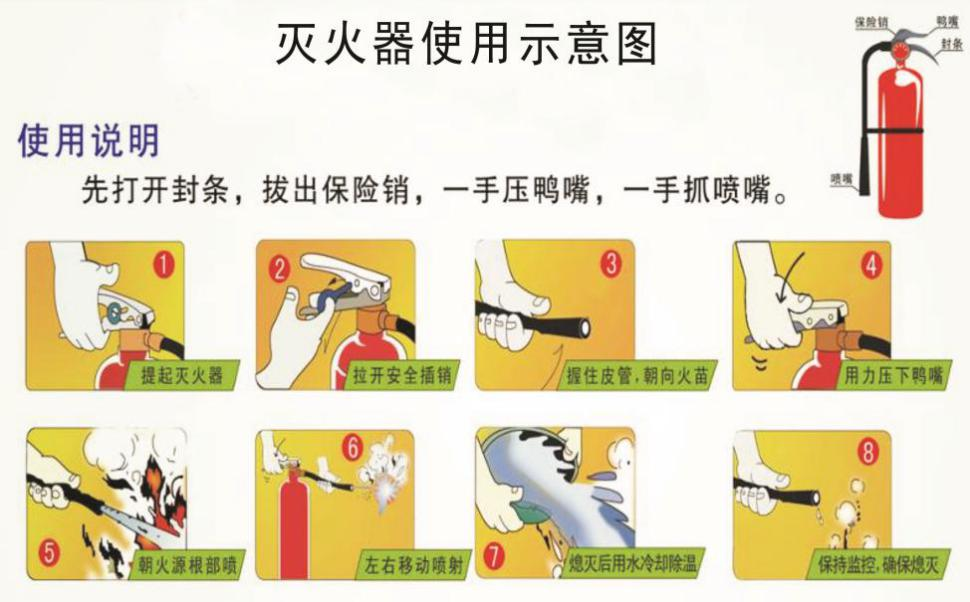 灭火器使用示意图
保险销
鸭嘴
封条
喷嘴
使用说明
先打开封条，拔出保险销，一手压鸭嘴，一手抓喷嘴。
1
提起灭火器
2
拉开安全插销
3
握住皮管，朝向火苗
4
用力压下鸭嘴
5
朝火源根部喷
6
左右移动喷射
7
熄灭后用水冷却除温
8
保持监控，确保熄灭